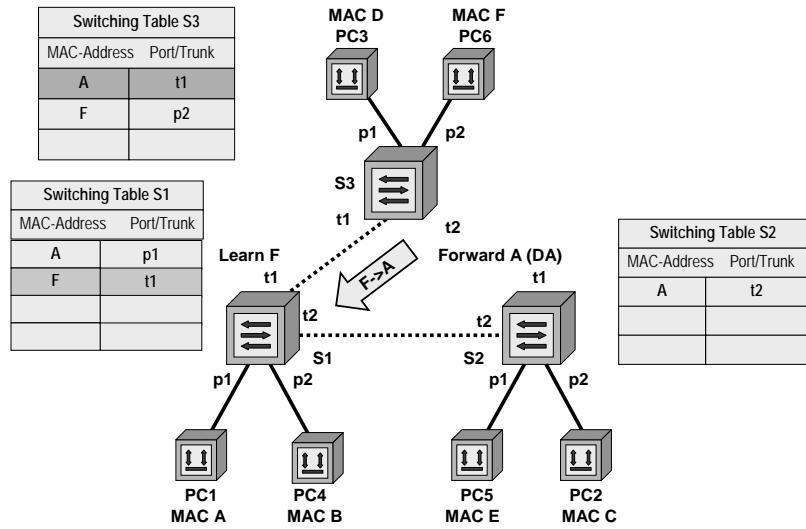 Switching Table S3
MAC-Address Port/Trunk
A t1
F p2
MAC D
PC3
MAC F
PC6
p1 p2
S3
t1
t2
Switching Table S1
MAC-Address Port/Trunk
A p1
F t1
Learn F
t1
F->A
Forward A (DA)
t1
Switching Table S2
MAC-Address Port/Trunk
A t2
t2
t2
S1
S2
p1
p2
p1
p2
PC1
MAC A
PC4
MAC B
PC5
MAC E
PC2
MAC C